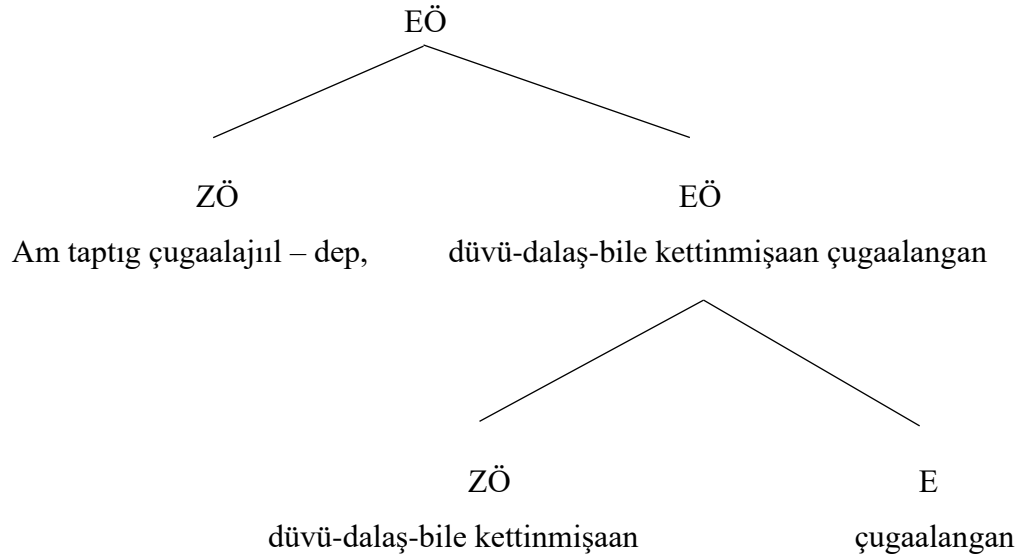 EÖ
ZÖ EÖ
Am taptıg çugaalajııl – dep, düvü-dalaş-bile kettinmişaan çugaalangan
ZÖ E
düvü-dalaş-bile kettinmişaan çugaalangan